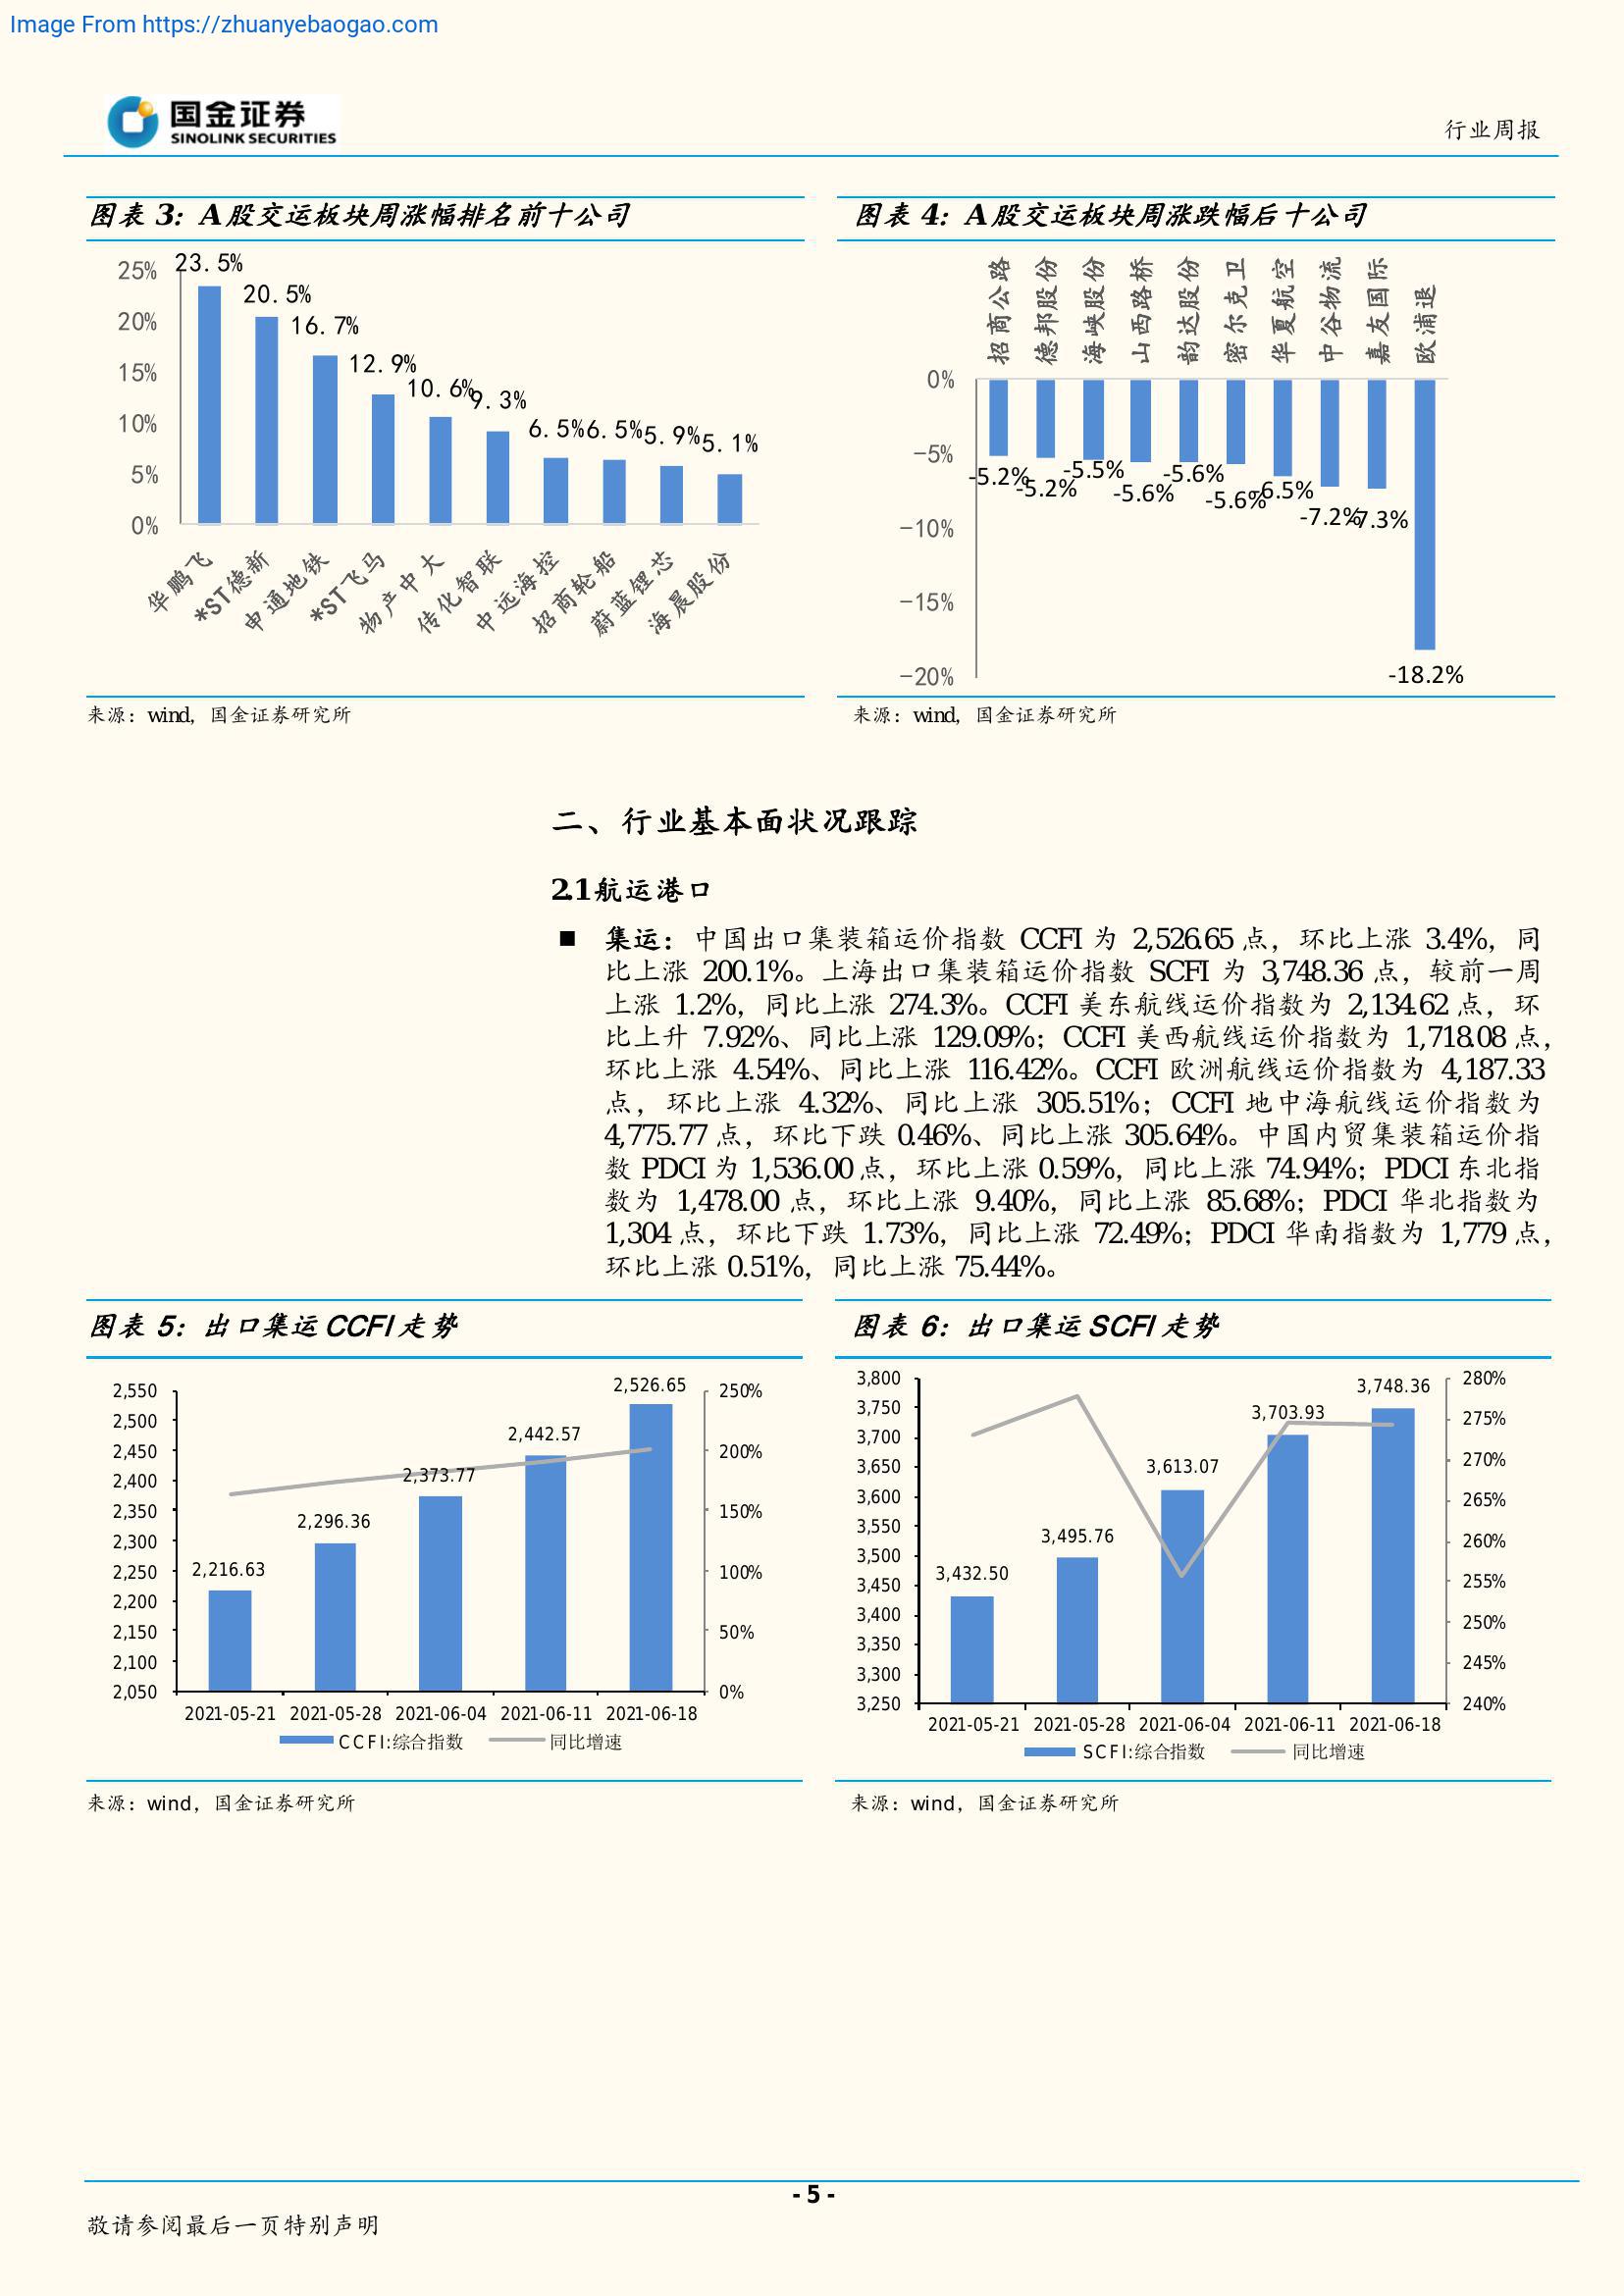 Image From https://zhuanyebaogao.com
国金证券
SINOLINK SECURITIES
行业周报
图表 3：A 股交运板块周涨幅排名前十公司
25%
20%
15%
10%
5%
0%
23.5%
20.5%
16.7%
12.9%
10.6%
9.3%
6.5%
6.5%
5.9%
5.1%
华鹏飞
*ST德新
申通地铁
*ST飞马
物产中大
传化智联
中远海控
招商轮船
蔚蓝锂芯
海晨股份
来源：wind，国金证券研究所
图表 4：A 股交运板块周涨跌幅后十公司
招商公路
德邦股份
海峡股份
山西路桥
韵达股份
密尔克卫
华夏航空
中谷物流
嘉友国际
欧浦退
0%
-5%
-10%
-15%
-20%
-5.2%
-5.2%
-5.5%
-5.6%
-5.6%
-5.6%
-6.5%
-7.2%
-7.3%
-18.2%
来源：wind，国金证券研究所
二、行业基本面状况跟踪
2.1航运港口
■ 集运：中国出口集装箱运价指数 CCFI 为 2,526.65 点，环比上涨 3.4%，同
比上涨 200.1%。上海出口集装箱运价指数 SCFI 为 3,748.36 点，较前一周
上涨 1.2%，同比上涨 274.3%。CCFI 美东航线运价指数为 2,134.62 点，环
比上升 7.92%、同比上涨 129.09%；CCFI 美西航线运价指数为 1,718.08 点，
环比上涨 4.54%、同比上涨 116.42%。CCFI 欧洲航线运价指数为 4,187.33
点，环比上涨 4.32%、同比上涨 305.51%；CCFI 地中海航线运价指数为
4,775.77 点，环比下跌 0.46%、同比上涨 305.64%。中国内贸集装箱运价指
数 PDCI 为 1,536.00 点，环比上涨 0.59%，同比上涨 74.94%；PDCI 东北指
数为 1,478.00 点，环比上涨 9.40%，同比上涨 85.68%；PDCI 华北指数为
1,304 点，环比下跌 1.73%，同比上涨 72.49%；PDCI 华南指数为 1,779 点，
环比上涨 0.51%，同比上涨 75.44%。
图表 5：出口集运 CCFI 走势
2,550
2,500
2,450
2,400
2,350
2,300
2,250
2,200
2,150
2,100
2,050
2,216.63
2,296.36
2,373.77
2,442.57
2,526.65
250%
200%
150%
100%
50%
0%
2021-05-21 2021-05-28 2021-06-04 2021-06-11 2021-06-18
CCFI:综合指数 同比增速
来源：wind，国金证券研究所
图表 6：出口集运 SCFI 走势
3,800
3,750
3,700
3,650
3,600
3,550
3,500
3,450
3,400
3,350
3,300
3,250
3,432.50
3,495.76
3,613.07
3,703.93
3,748.36
280%
275%
270%
265%
260%
255%
250%
245%
240%
2021-05-21 2021-05-28 2021-06-04 2021-06-11 2021-06-18
SCFI:综合指数 同比增速
来源：wind，国金证券研究所
- 5 -
敬请参阅最后一页特别声明